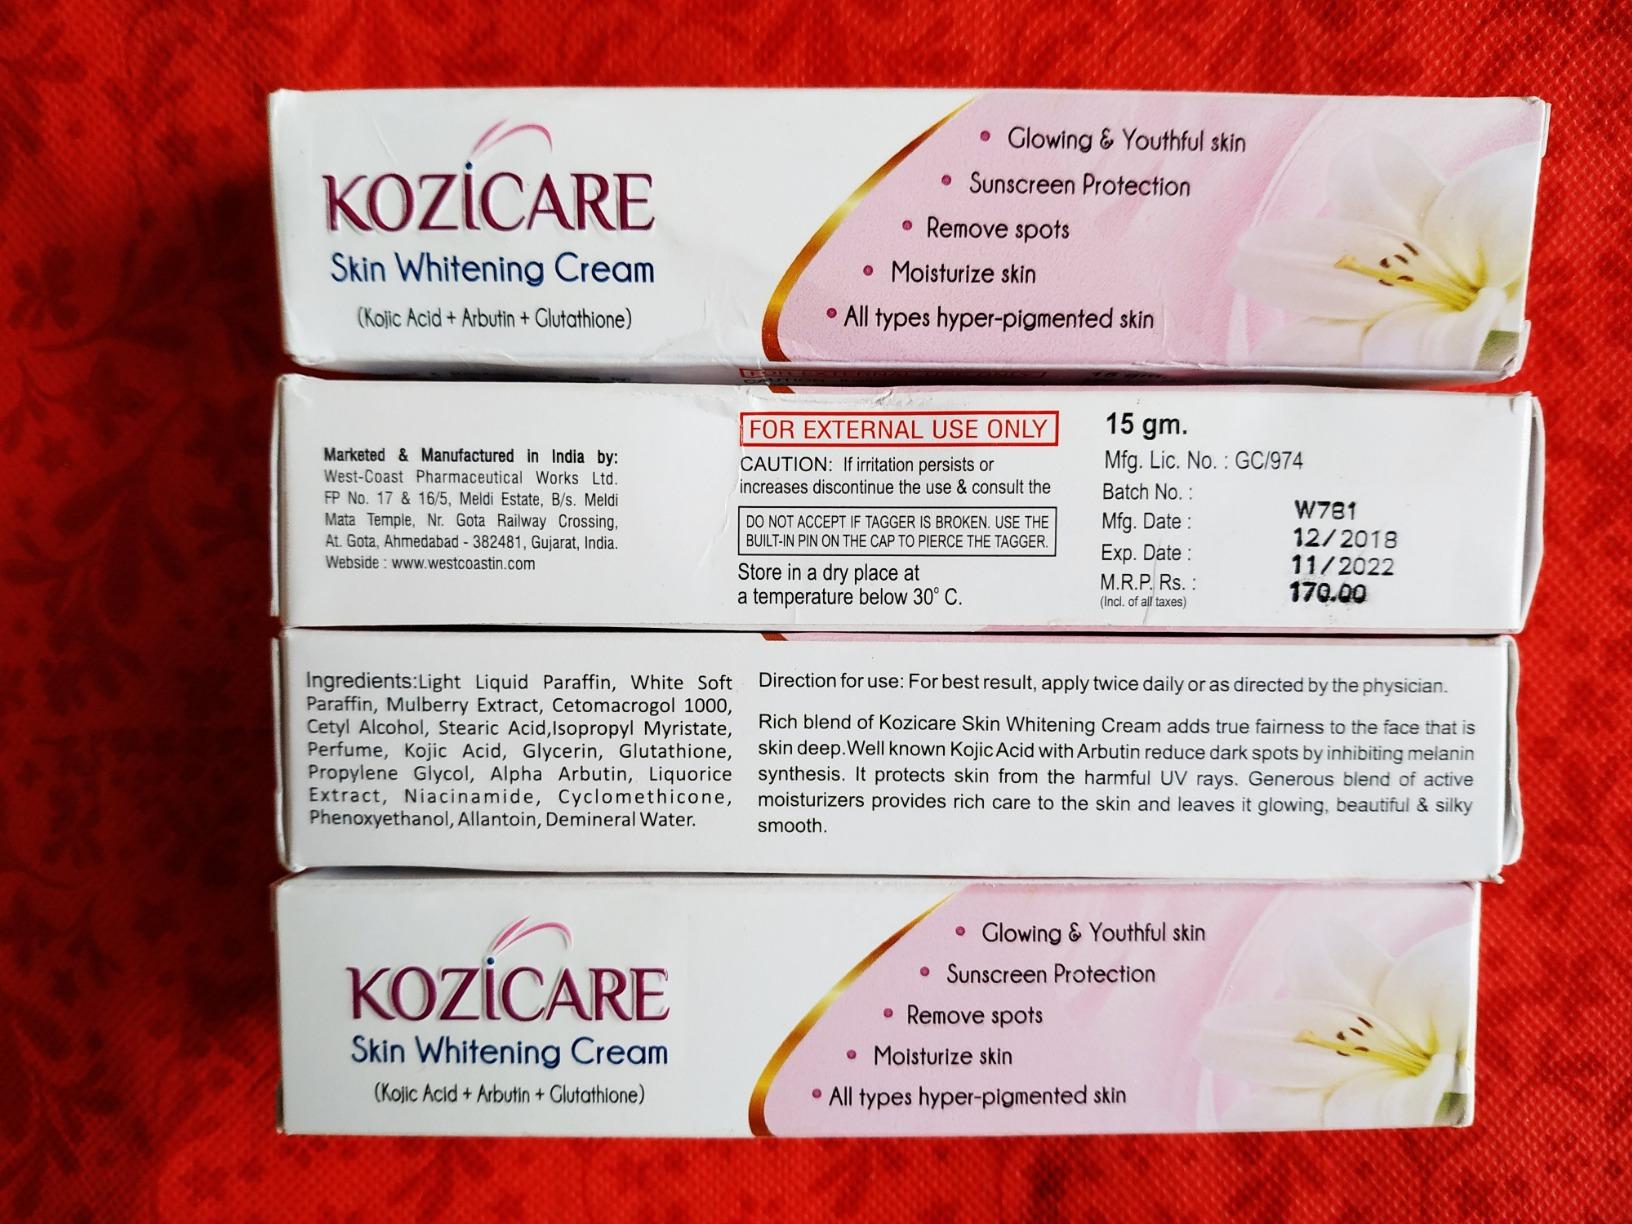 KOZICARE
Skin Whitening Cream
(Kojic Acid + Arbutin + Glutathione)
• Glowing & Youthful skin
• Sunscreen Protection
• Remove spots
• Moisturize skin
• All types hyper-pigmented skin
Marketed & Manufactured in India by:
West-Coast Pharmaceutical Works Ltd.
FP No. 17 & 16/5, Meldi Estate, B/s. Meldi
Mata Temple, Nr. Gota Railway Crossing,
At. Gota, Ahmedabad - 382481, Gujarat, India.
Webside : www.westcoastin.com
FOR EXTERNAL USE ONLY
CAUTION: If irritation persists or
increases discontinue the use & consult the
DO NOT ACCEPT IF TAGGER IS BROKEN. USE THE
BUILT-IN PIN ON THE CAP TO PIERCE THE TAGGER.
Store in a dry place at
a temperature below 30° C.
15 gm.
Mfg. Lic. No. : GC/974
Batch No. : W781
Mfg. Date : 12/2018
Exp. Date : 11/2022
M.R.P. Rs. : 170.00
(Incl. of all taxes)
Ingredients:Light Liquid Paraffin, White Soft
Paraffin, Mulberry Extract, Cetomacrogol 1000,
Cetyl Alcohol, Stearic Acid,Isopropyl Myristate,
Perfume, Kojic Acid, Glycerin, Glutathione,
Propylene Glycol, Alpha Arbutin, Liquorice
Extract, Niacinamide, Cyclomethicone,
Phenoxyethanol, Allantoin, Demineral Water.
Direction for use: For best result, apply twice daily or as directed by the physician.
Rich blend of Kozicare Skin Whitening Cream adds true fairness to the face that is
skin deep.Well known Kojic Acid with Arbutin reduce dark spots by inhibiting melanin
synthesis. It protects skin from the harmful UV rays. Generous blend of active
moisturizers provides rich care to the skin and leaves it glowing, beautiful & silky
smooth.
KOZICARE
Skin Whitening Cream
(Kojic Acid + Arbutin + Glutathione)
• Glowing & Youthful skin
• Sunscreen Protection
• Remove spots
• Moisturize skin
• All types hyper-pigmented skin